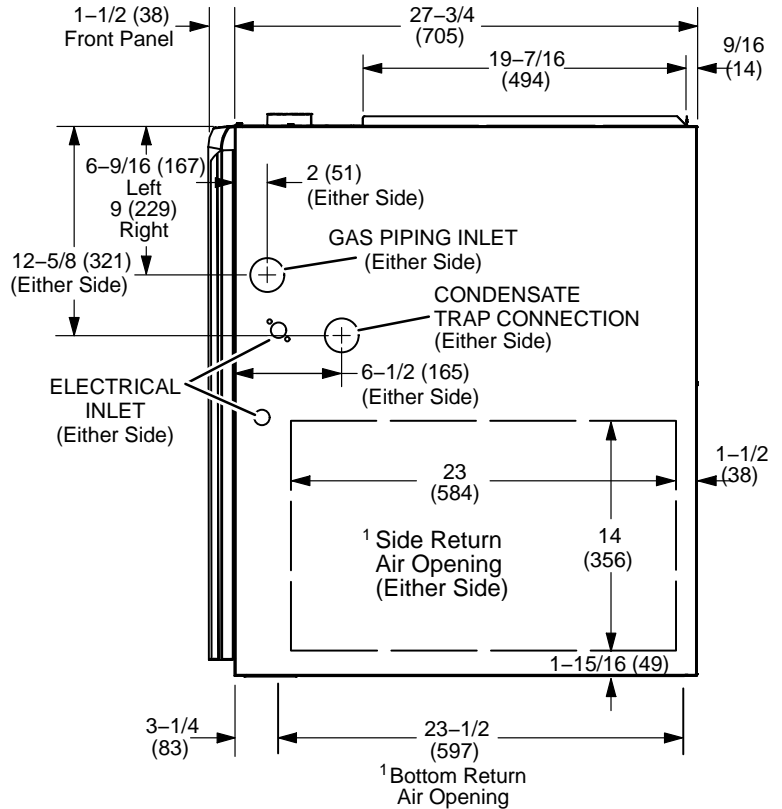 1–1/2 (38)
Front Panel
27–3/4
(705)
19–7/16
(494)
9/16
(14)
6–9/16 (167)
Left
9 (229)
Right
2 (51)
(Either Side)
12–5/8 (321)
(Either Side)
GAS PIPING INLET
(Either Side)
CONDENSATE
TRAP CONNECTION
(Either Side)
6–1/2 (165)
(Either Side)
ELECTRICAL
INLET
(Either Side)
23
(584)
1–1/2
(38)
14
(356)
1 Side Return
Air Opening
(Either Side)
1–15/16 (49)
3–1/4
(83)
23–1/2
(597)
1 Bottom Return
Air Opening